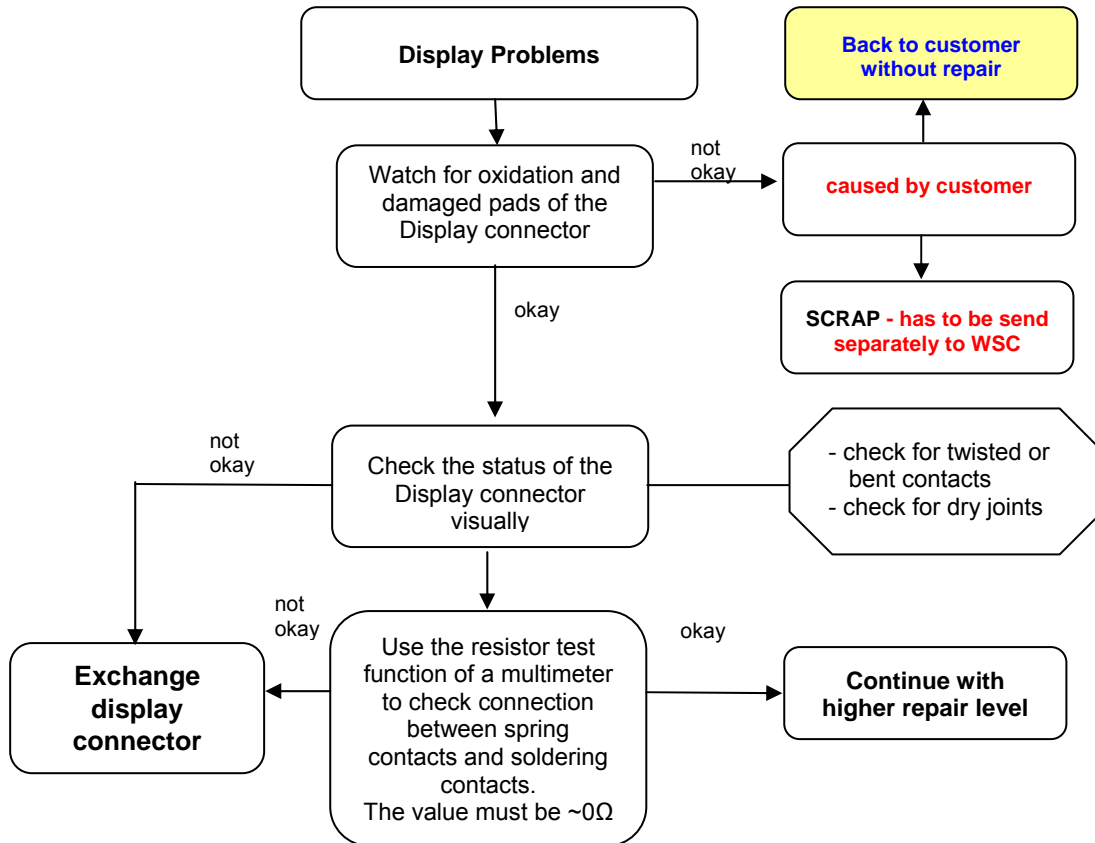 Display Problems
Back to customer
without repair
Watch for oxidation and
damaged pads of the
Display connector
not
okay
caused by customer
okay
SCRAP - has to be send
separately to WSC
not
okay
Check the status of the
Display connector
visually
- check for twisted or
bent contacts
- check for dry joints
not
okay
Use the resistor test
function of a multimeter
to check connection
between spring
contacts and soldering
contacts.
The value must be ~0Ω
okay
Exchange
display
connector
Continue with
higher repair level